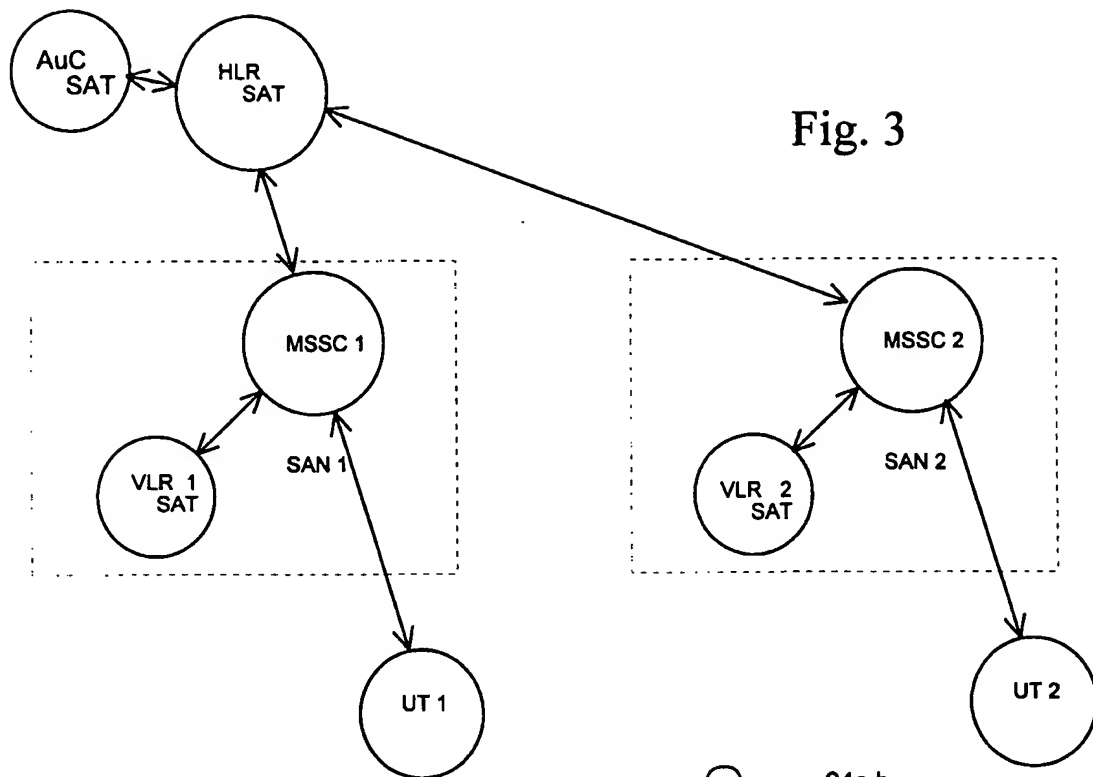 AuC
SAT
HLR
SAT
Fig. 3
MSSC 1
MSSC 2
SAN 1
SAN 2
VLR 1
SAT
VLR 2
SAT
UT 1
UT 2